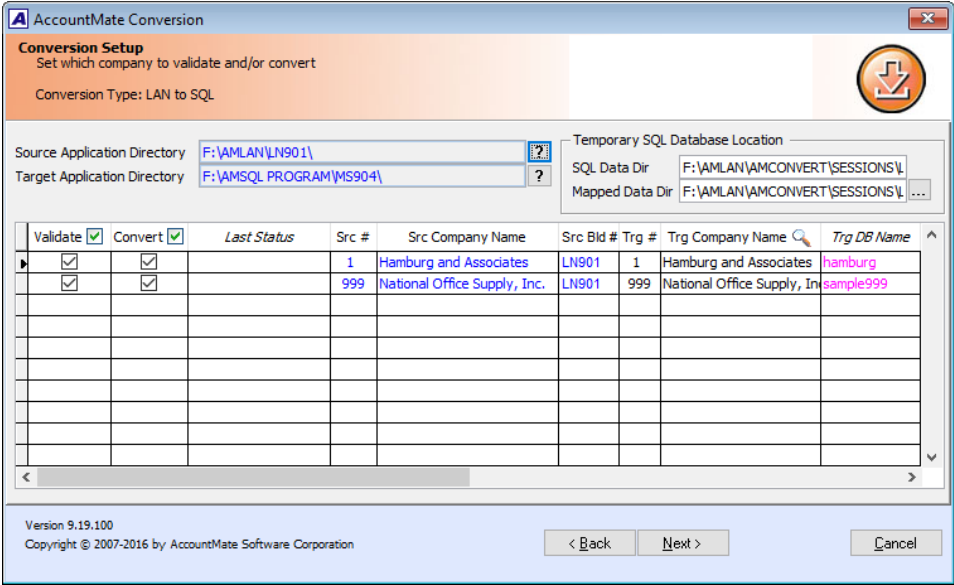 AccountMate Conversion
Conversion Setup
Set which company to validate and/or convert
Conversion Type: LAN to SQL
Source Application Directory F:\AMLAN\LN901\ ?
Target Application Directory F:\AMSQL PROGRAM\MS904\ ?
Temporary SQL Database Location
SQL Data Dir F:\AMLAN\AMCONVERT\SESSIONS\L
Mapped Data Dir F:\AMLAN\AMCONVERT\SESSIONS\L ...
Validate Convert Last Status Src # Src Company Name Src Bld # Trg # Trg Company Name Trg DB Name
1 Hamburg and Associates LN901 1 Hamburg and Associates hamburg
999 National Office Supply, Inc. LN901 999 National Office Supply, In sample999
Version 9.19.100
Copyright © 2007-2016 by AccountMate Software Corporation
< Back Next > Cancel